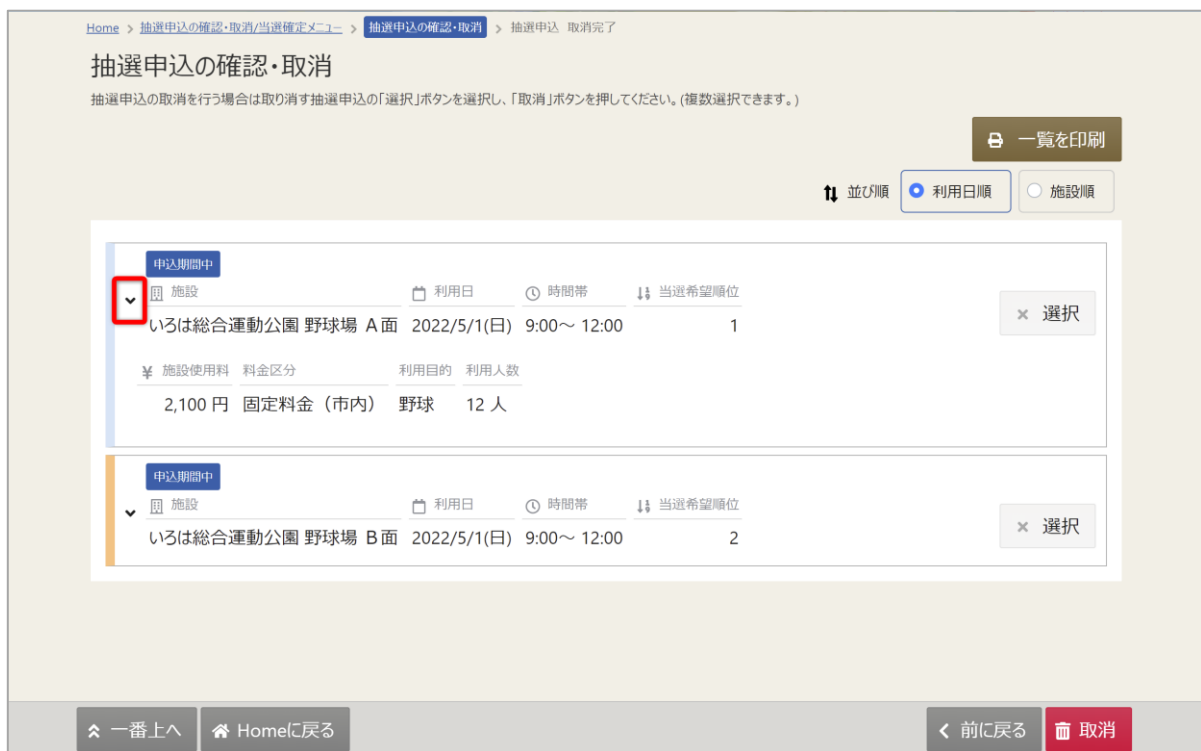 Home > 抽選申込の確認・取消/当選確定メニュー > 抽選申込の確認・取消 > 抽選申込 取消完了
抽選申込の確認・取消
抽選申込の取消を行う場合は取り消す抽選申込の「選択」ボタンを選択し、「取消」ボタンを押してください。(複数選択できます。)
一覧を印刷
並び順 利用日順 施設順
申込期間中
施設 利用日 時間帯 当選希望順位
いろは総合運動公園 野球場 A面 2022/5/1(日) 9:00～ 12:00 1
× 選択
¥ 施設使用料 料金区分 利用目的 利用人数
2,100 円 固定料金（市内） 野球 12 人
申込期間中
施設 利用日 時間帯 当選希望順位
いろは総合運動公園 野球場 B面 2022/5/1(日) 9:00～ 12:00 2
× 選択
一番上へ Homeに戻る 前に戻る 取消